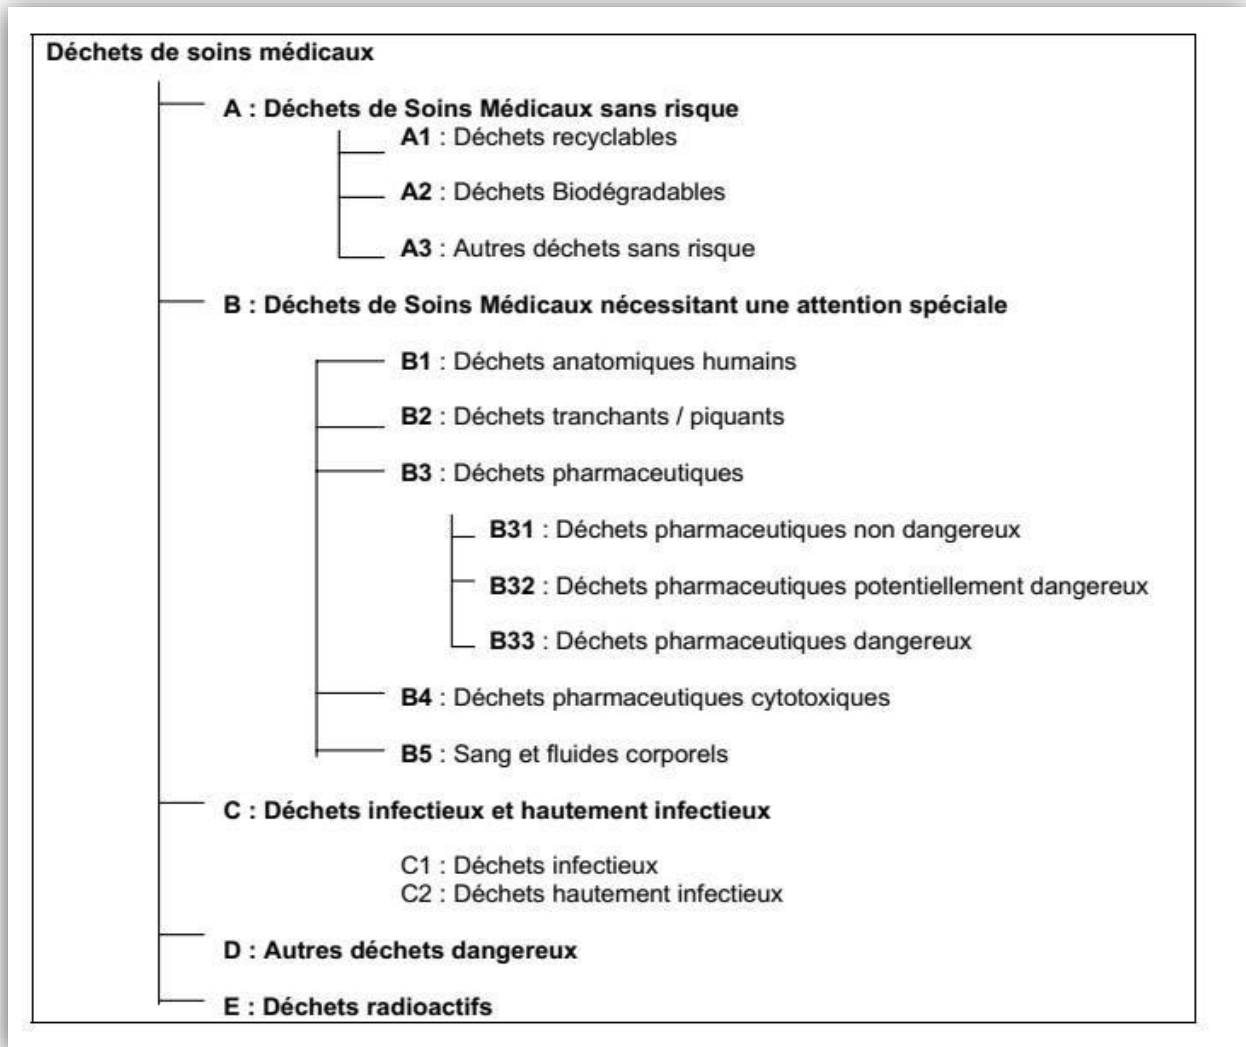 Déchets de soins médicaux
A : Déchets de Soins Médicaux sans risque
A1 : Déchets recyclables
A2 : Déchets Biodégradables
A3 : Autres déchets sans risque
B : Déchets de Soins Médicaux nécessitant une attention spéciale
B1 : Déchets anatomiques humains
B2 : Déchets tranchants / piquants
B3 : Déchets pharmaceutiques
B31 : Déchets pharmaceutiques non dangereux
B32 : Déchets pharmaceutiques potentiellement dangereux
B33 : Déchets pharmaceutiques dangereux
B4 : Déchets pharmaceutiques cytotoxiques
B5 : Sang et fluides corporels
C : Déchets infectieux et hautement infectieux
C1 : Déchets infectieux
C2 : Déchets hautement infectieux
D : Autres déchets dangereux
E : Déchets radioactifs